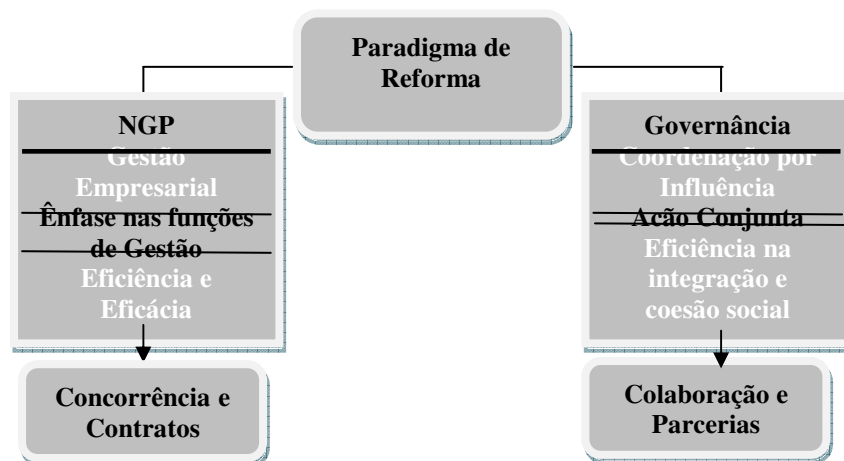 Paradigma de
Reforma
NGP
Gestão
Empresarial
Ênfase nas funções
de Gestão
Eficiência e
Eficácia
Concorrência e
Contratos
Governância
Coordenação por
Influência
Acão Conjunta
Eficiência na
integração e
coesão social
Colaboração e
Parcerias